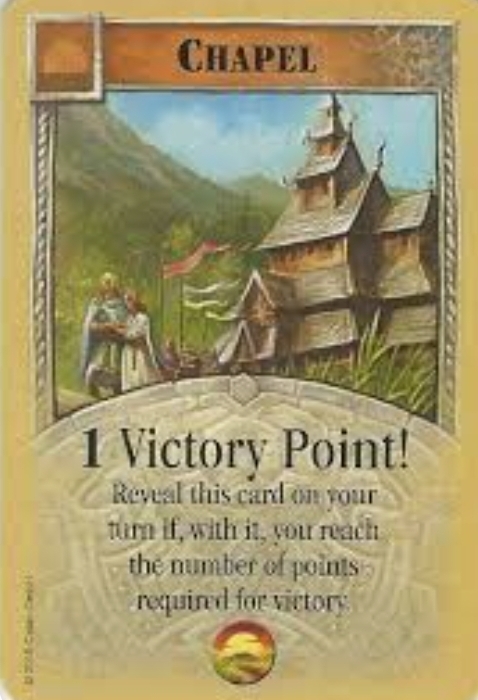 CHAPEL
1 Victory Point!
Reveal this card on your
turn if, with it, you reach
the number of points
required for victory.